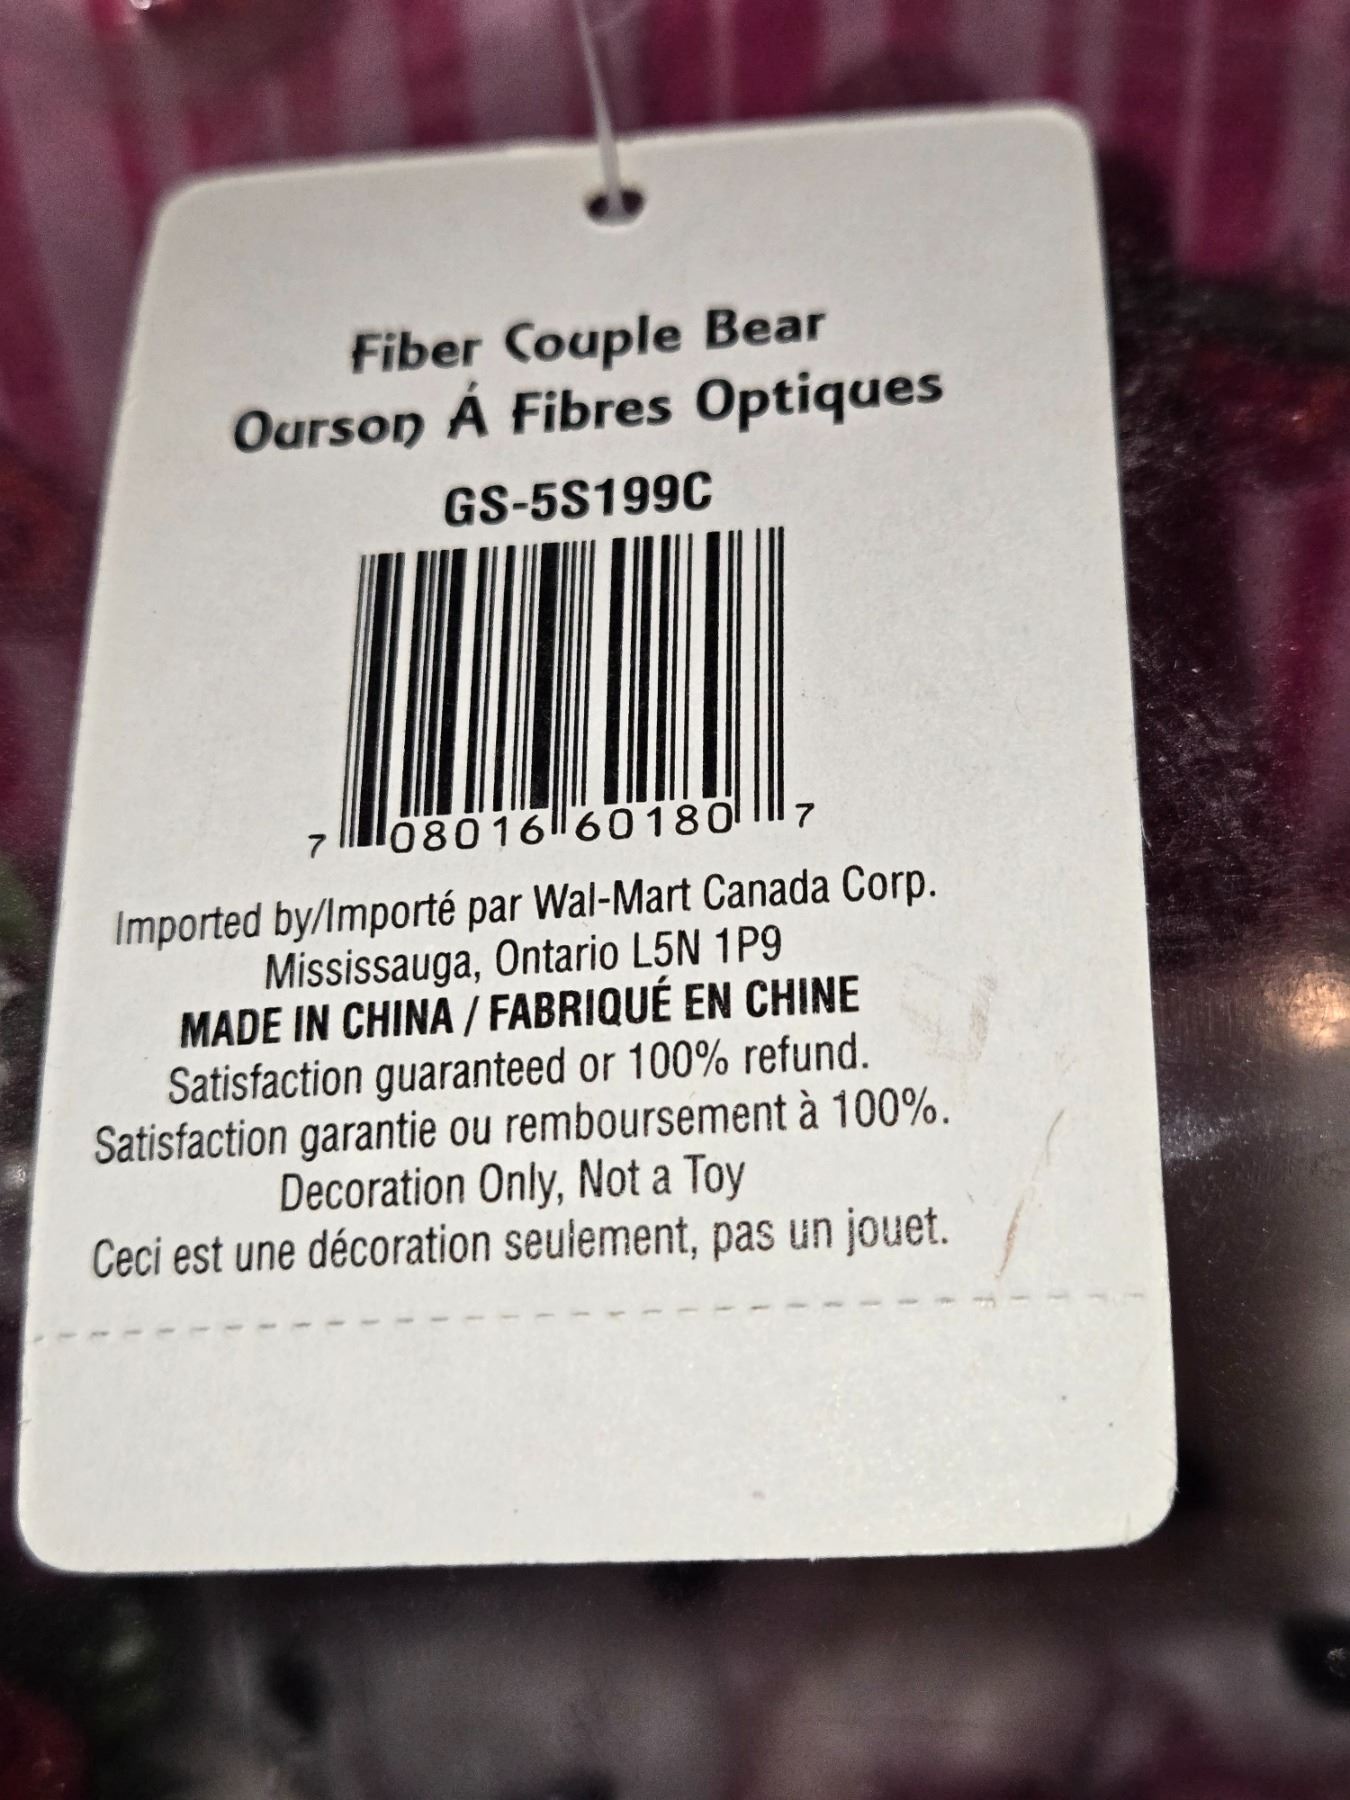 Fiber Couple Bear
Ourson Á Fibres Optiques
GS-5S199C
7 08016 60180 7
Imported by/Importé par Wal-Mart Canada Corp.
Mississauga, Ontario L5N 1P9
MADE IN CHINA / FABRIQUÉ EN CHINE
Satisfaction guaranteed or 100% refund.
Satisfaction garantie ou remboursement à 100%.
Decoration Only, Not a Toy
Ceci est une décoration seulement, pas un jouet.